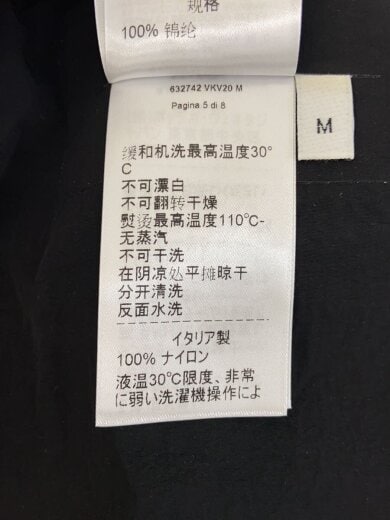 规格
100% 锦纶
632742 VKV20 M
Pagina 5 di 8
M
缓和机洗最高温度30°
C
不可漂白
不可翻转干燥
熨烫最高温度110℃-
无蒸汽
不可干洗
在阴凉处平摊晾干
分开清洗
反面水洗
イタリア製
100% ナイロン
液温30℃限度、非常
に弱い洗濯機操作によ